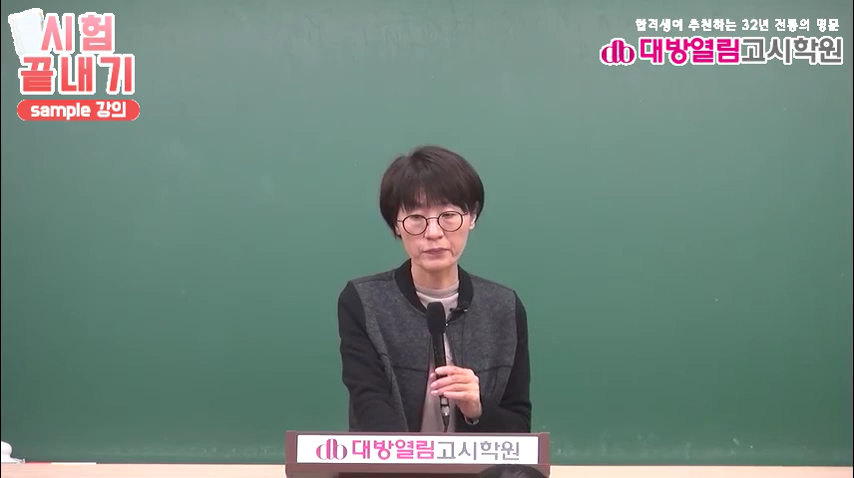 시험
끝내기
sample 강의
합격생이 추천하는 32년 전통의 명문
db 대방열림고시학원
db 대방열림고시학원